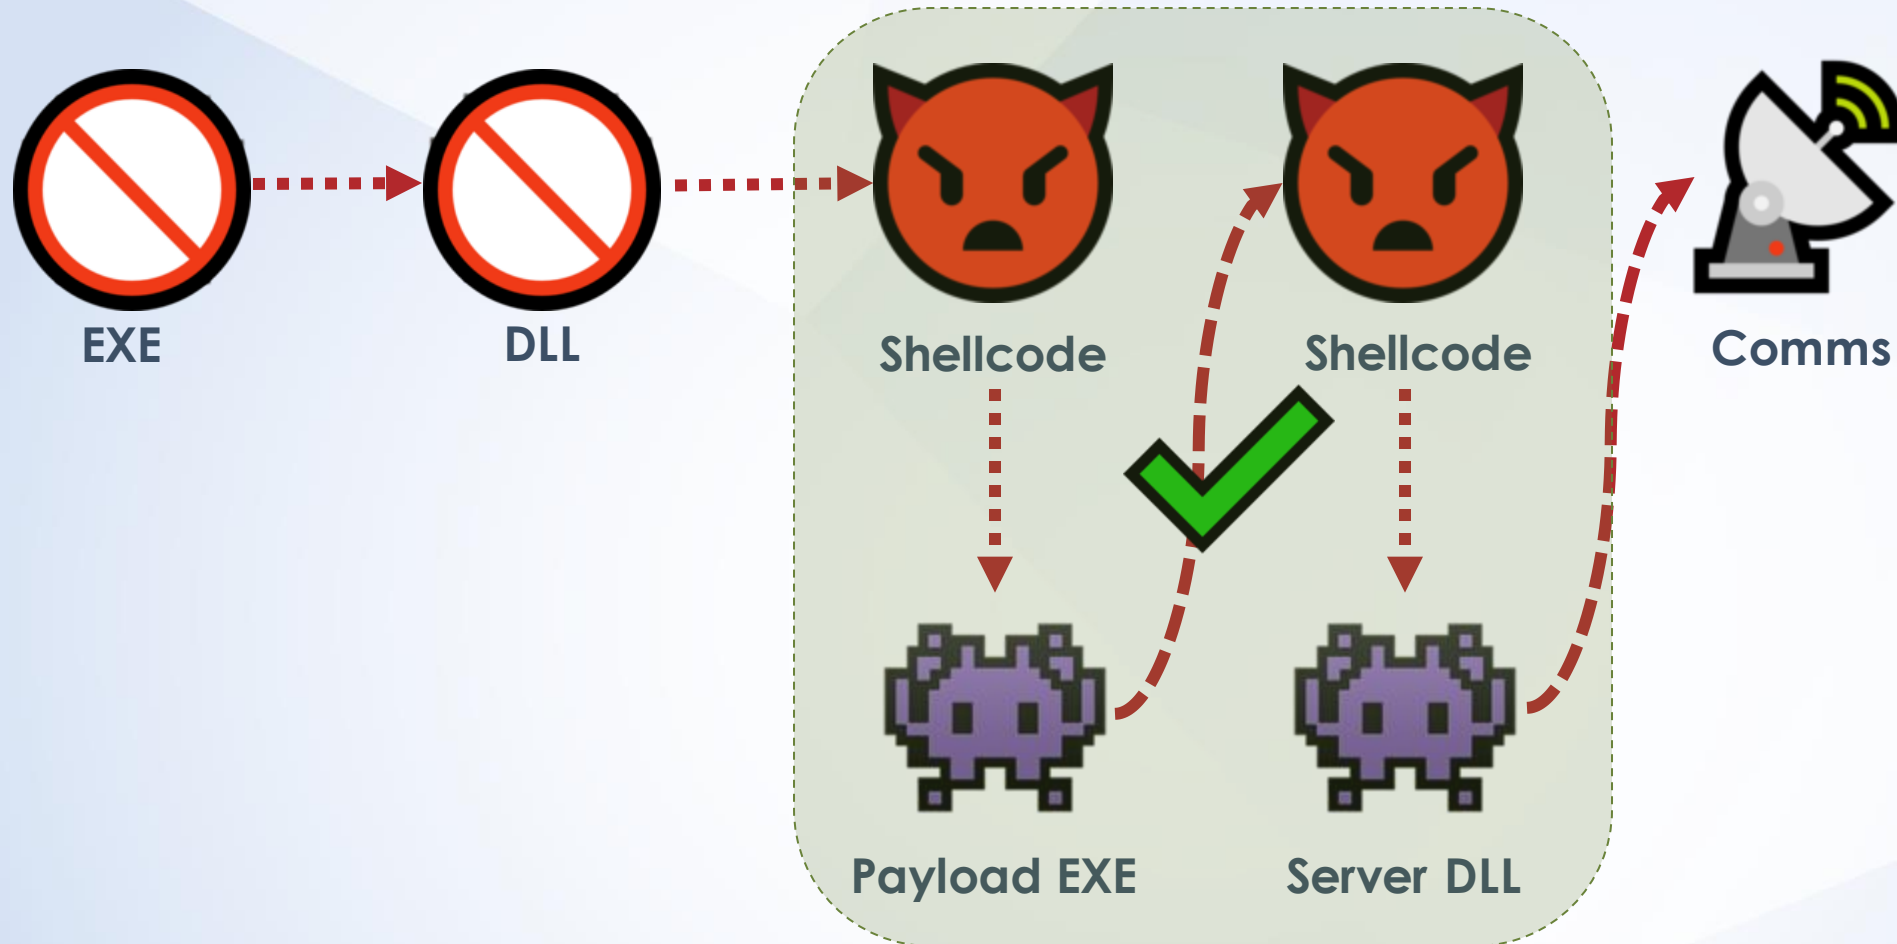 EXE
DLL
Shellcode
Shellcode
Comms
Payload EXE
Server DLL